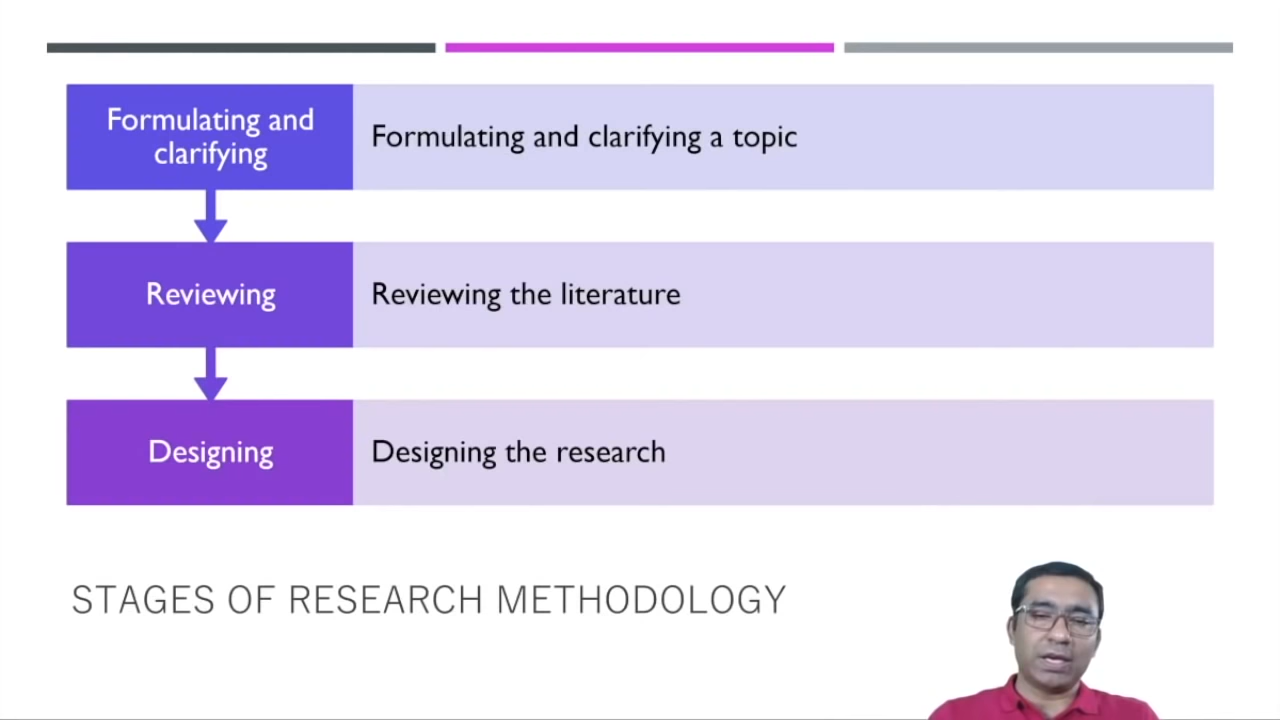 Formulating and
clarifying
Formulating and clarifying a topic
Reviewing
Reviewing the literature
Designing
Designing the research
STAGES OF RESEARCH METHODOLOGY